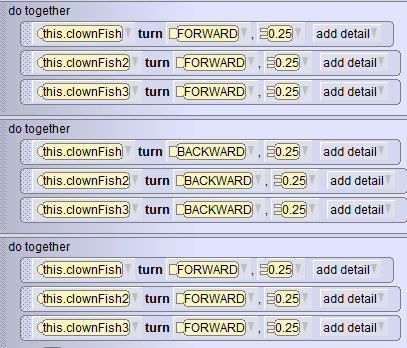 do together
this.clownFish turn FORWARD , 0.25 add detail
this.clownFish2 turn FORWARD , 0.25 add detail
this.clownFish3 turn FORWARD , 0.25 add detail
do together
this.clownFish turn BACKWARD , 0.25 add detail
this.clownFish2 turn BACKWARD , 0.25 add detail
this.clownFish3 turn BACKWARD , 0.25 add detail
do together
this.clownFish turn FORWARD , 0.25 add detail
this.clownFish2 turn FORWARD , 0.25 add detail
this.clownFish3 turn FORWARD , 0.25 add detail